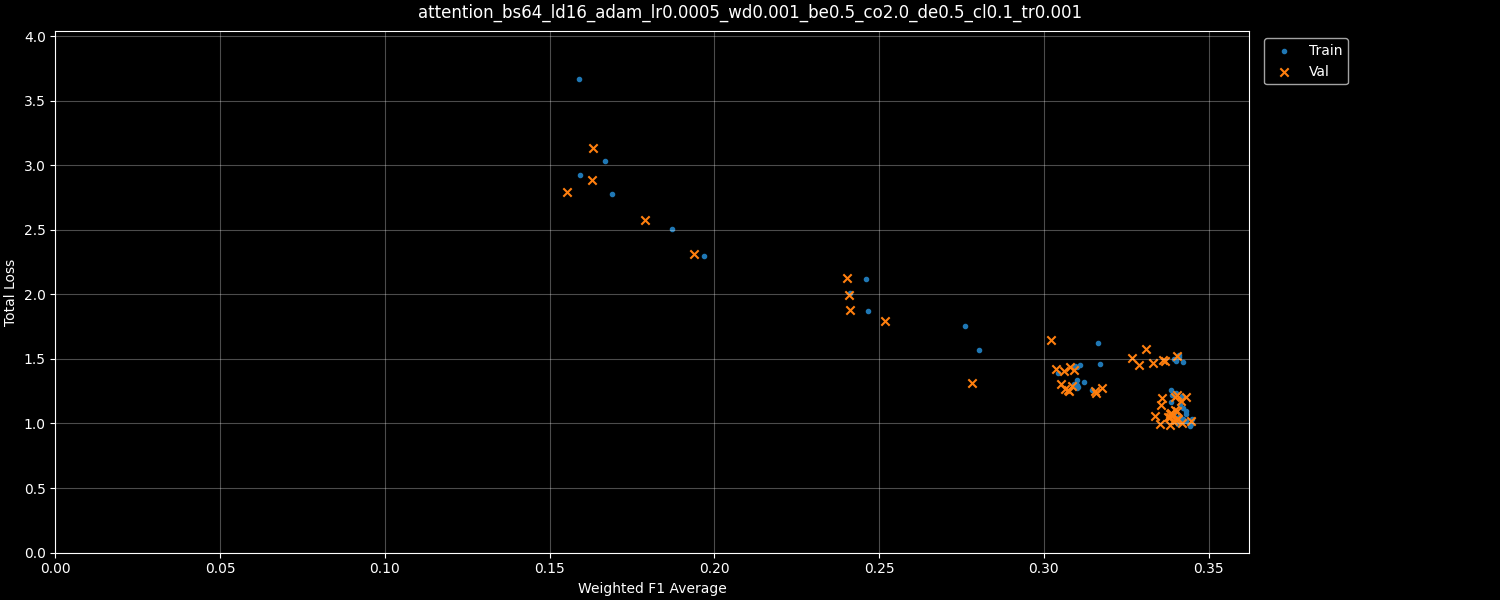 attention_bs64_ld16_adam_lr0.0005_wd0.001_be0.5_co2.0_de0.5_cl0.1_tr0.001
Train
Val
4.0
3.5
3.0
2.5
2.0
1.5
1.0
0.5
0.0
Total Loss
0.00 0.05 0.10 0.15 0.20 0.25 0.30 0.35
Weighted F1 Average